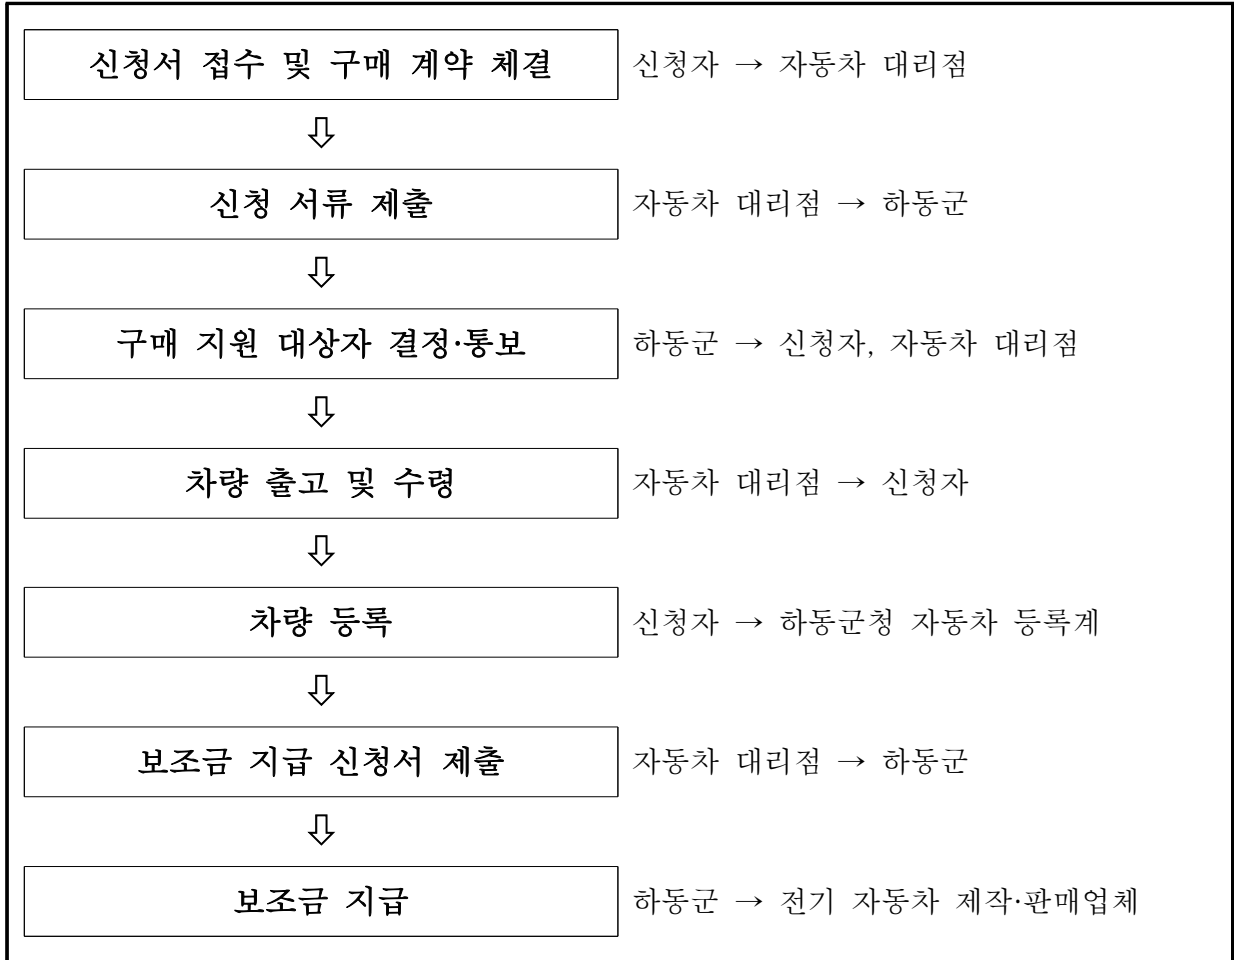 신청서 접수 및 구매 계약 체결 신청자 → 자동차 대리점
⇩
신청 서류 제출 자동차 대리점 → 하동군
⇩
구매 지원 대상자 결정·통보 하동군 → 신청자, 자동차 대리점
⇩
차량 출고 및 수령 자동차 대리점 → 신청자
⇩
차량 등록 신청자 → 하동군청 자동차 등록계
⇩
보조금 지급 신청서 제출 자동차 대리점 → 하동군
⇩
보조금 지급 하동군 → 전기 자동차 제작·판매업체